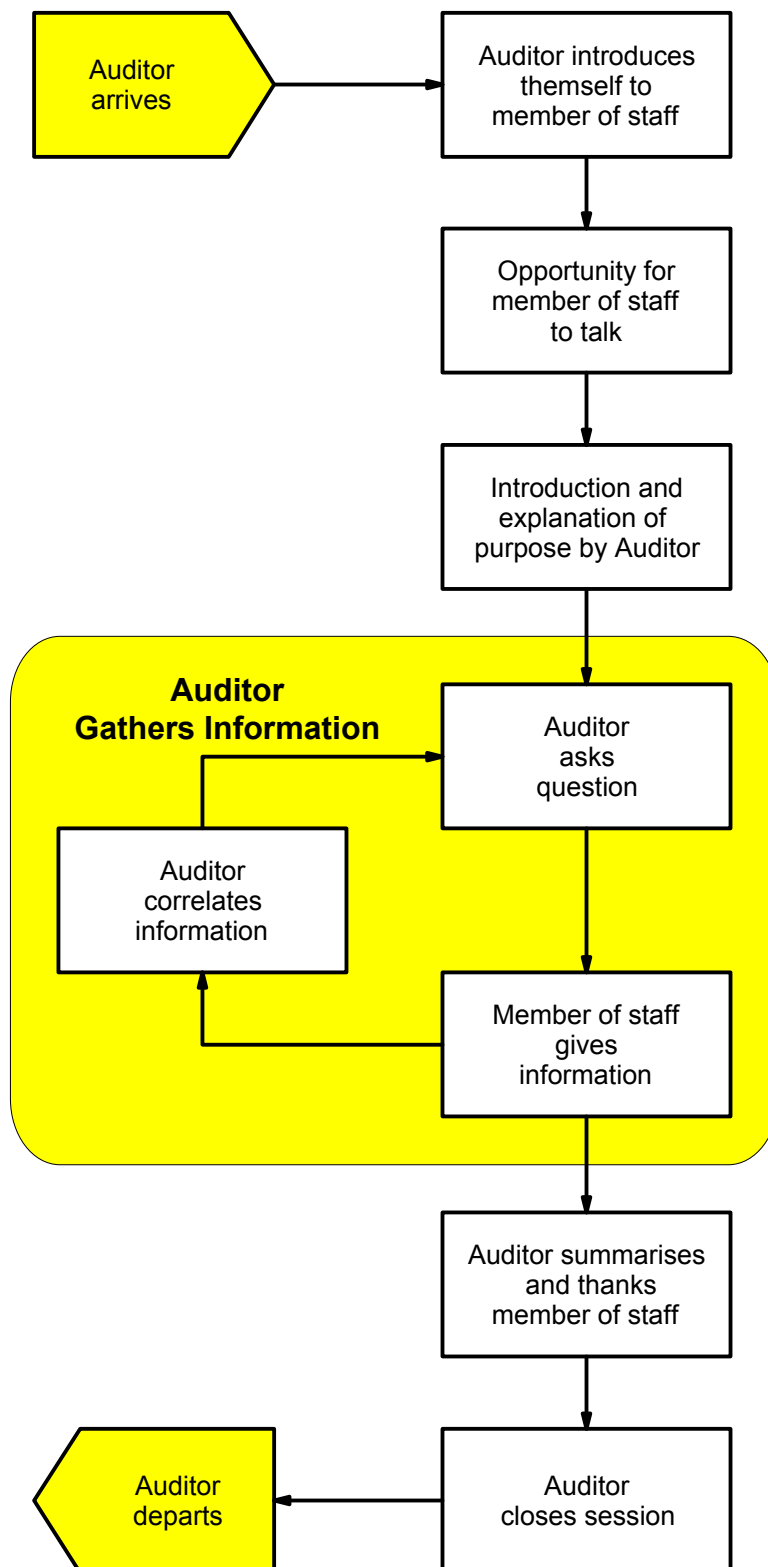 Auditor
arrives
Auditor introduces
themself to
member of staff
Opportunity for
member of staff
to talk
Introduction and
explanation of
purpose by Auditor
Auditor
Gathers Information
Auditor
asks
question
Auditor
correlates
information
Member of staff
gives
information
Auditor summarises
and thanks
member of staff
Auditor
departs
Auditor
closes session